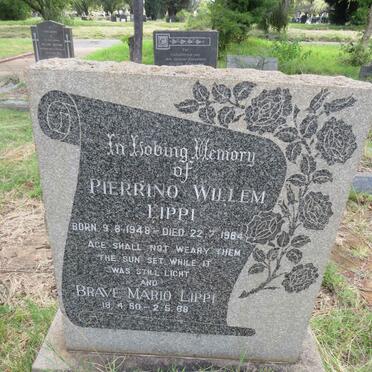 In Loving Memory
of
PIERRINO WILLEM
LIPPI
BORN 9.8.1948 - DIED 22.7.1984
AGE SHALL NOT WEARY THEM
THE SUN SET WHILE IT
WAS STILL LIGHT
AND
BRAVE MARIO LIPPI